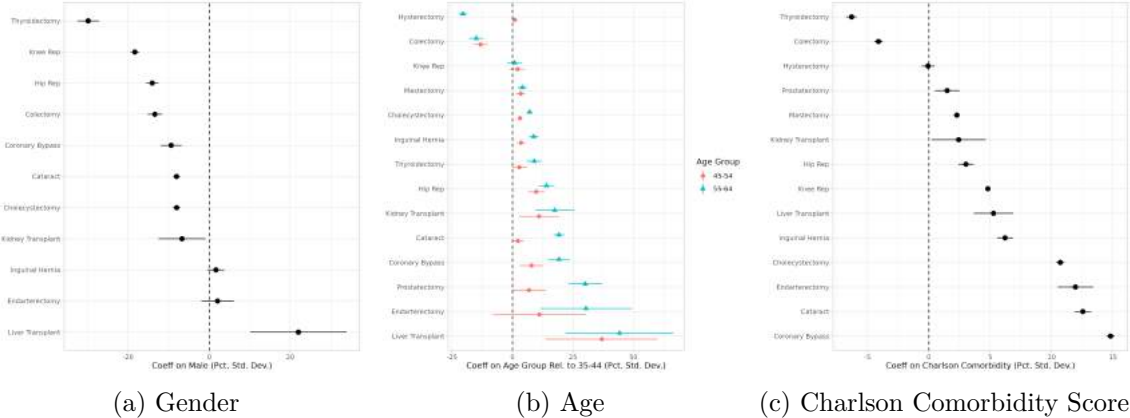 Thyroidectomy
Knee Rep
Hip Rep
Colectomy
Coronary Bypass
Cataract
Cholecystectomy
Kidney Transplant
Inguinal Hernia
Endarterectomy
Liver Transplant
-20
0
20
Coeff on Male (Pct. Std. Dev.)
(a) Gender
Hysterectomy
Colectomy
Knee Rep
Mastectomy
Cholecystectomy
Inguinal Hernia
Thyroidectomy
Hip Rep
Kidney Transplant
Cataract
Coronary Bypass
Prostatectomy
Endarterectomy
Liver Transplant
-25
0
25
50
Coeff on Age Group Rel. to 35-44 (Pct. Std. Dev.)
Age Group
45-54
55-64
(b) Age
Thyroidectomy
Colectomy
Hysterectomy
Prostatectomy
Mastectomy
Kidney Transplant
Hip Rep
Knee Rep
Liver Transplant
Inguinal Hernia
Cholecystectomy
Endarterectomy
Cataract
Coronary Bypass
-5
0
5
10
15
Coeff on Charlson Comorbidity (Pct. Std. Dev.)
(c) Charlson Comorbidity Score